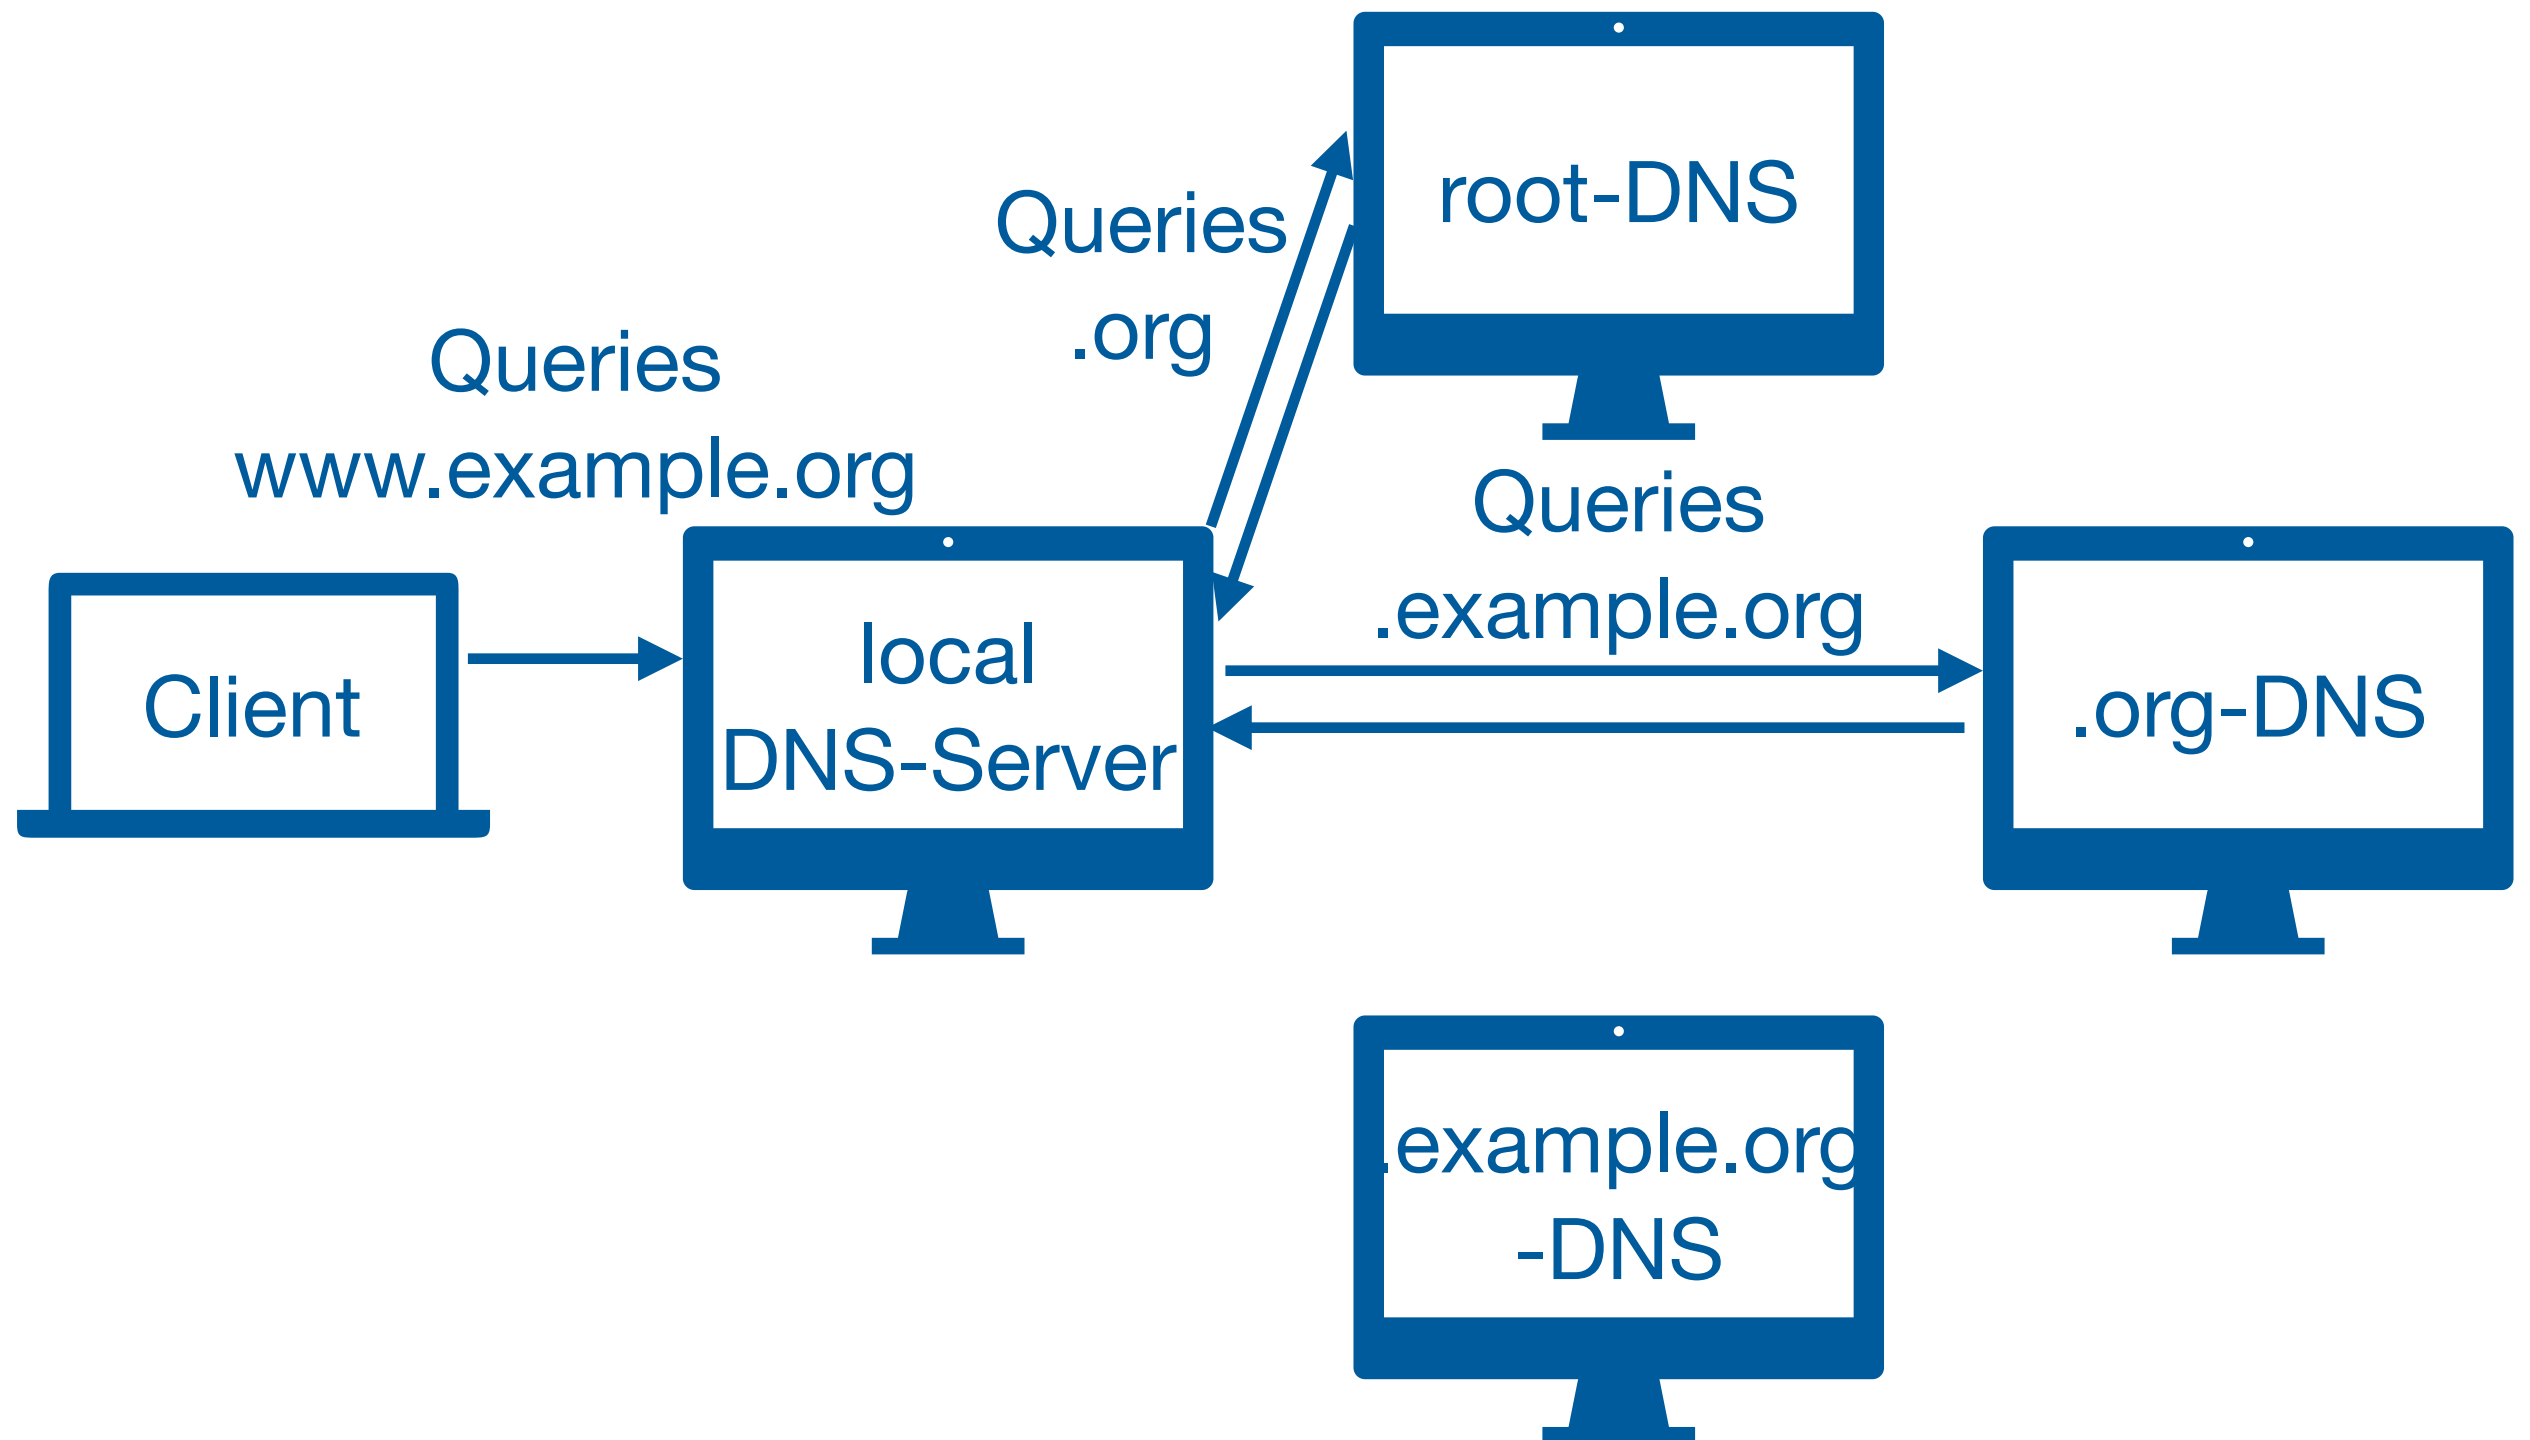 root-DNS
Queries
.org
Queries
www.example.org
Queries
.example.org
Client
local
DNS-Server
.org-DNS
.example.org
-DNS